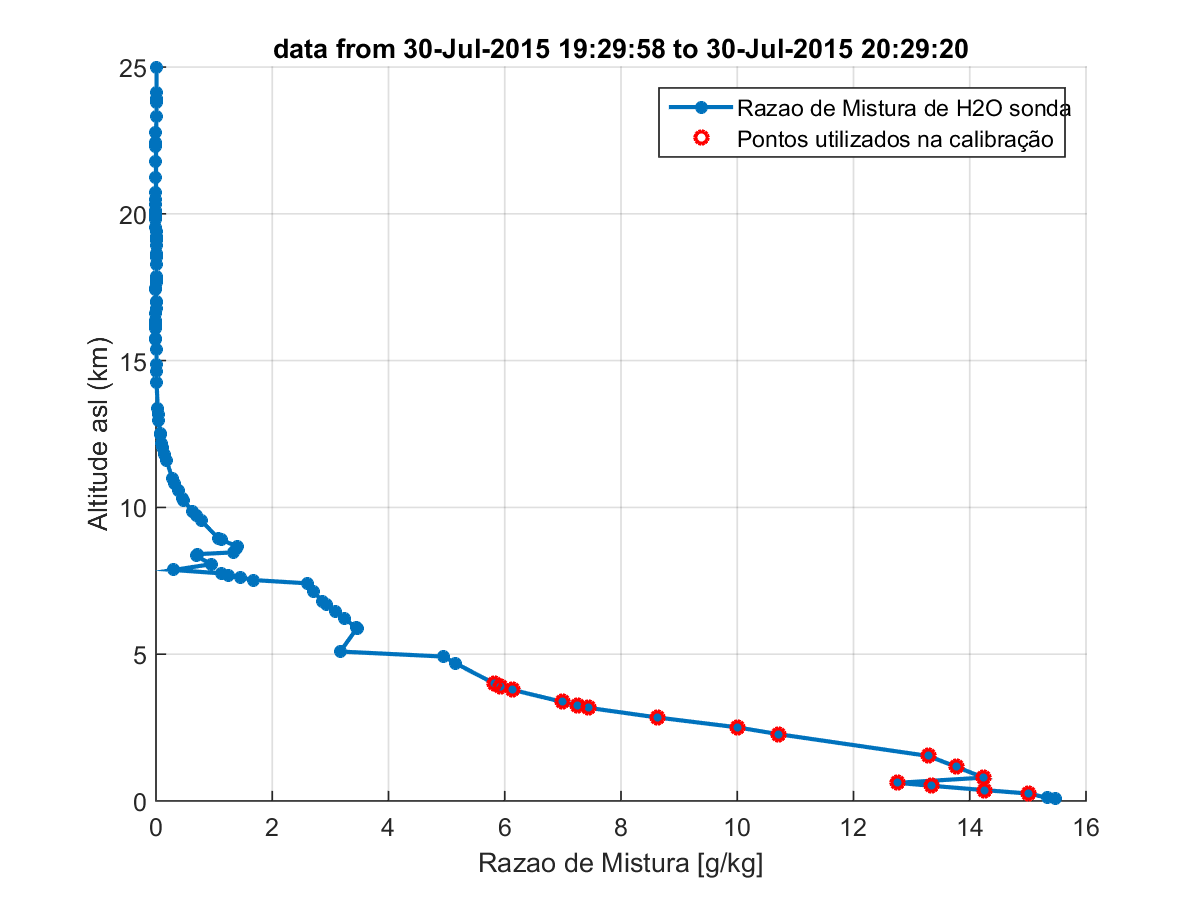 data from 30-Jul-2015 19:29:58 to 30-Jul-2015 20:29:20
Razao de Mistura de H2O sonda
Pontos utilizados na calibração
Altitude asl (km)
25
20
15
10
5
0
0 2 4 6 8 10 12 14 16
Razao de Mistura [g/kg]